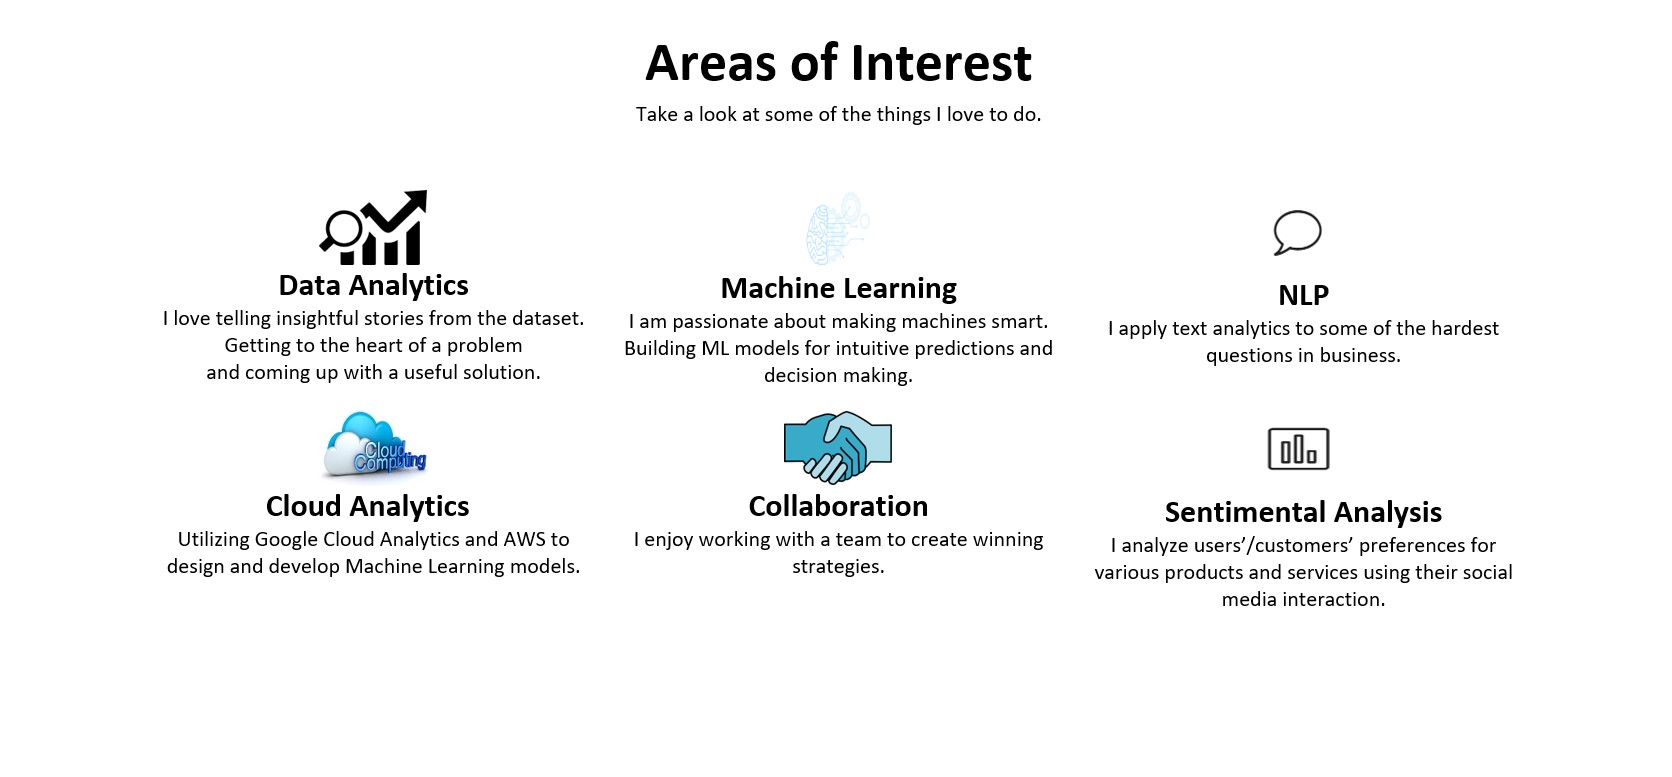 Areas of Interest
Take a look at some of the things I love to do.
Data Analytics
I love telling insightful stories from the dataset.
Getting to the heart of a problem
and coming up with a useful solution.
Machine Learning
I am passionate about making machines smart.
Building ML models for intuitive predictions and
decision making.
NLP
I apply text analytics to some of the hardest
questions in business.
Cloud
Computing
Cloud Analytics
Utilizing Google Cloud Analytics and AWS to
design and develop Machine Learning models.
Collaboration
I enjoy working with a team to create winning
strategies.
Sentimental Analysis
I analyze users’/customers’ preferences for
various products and services using their social
media interaction.